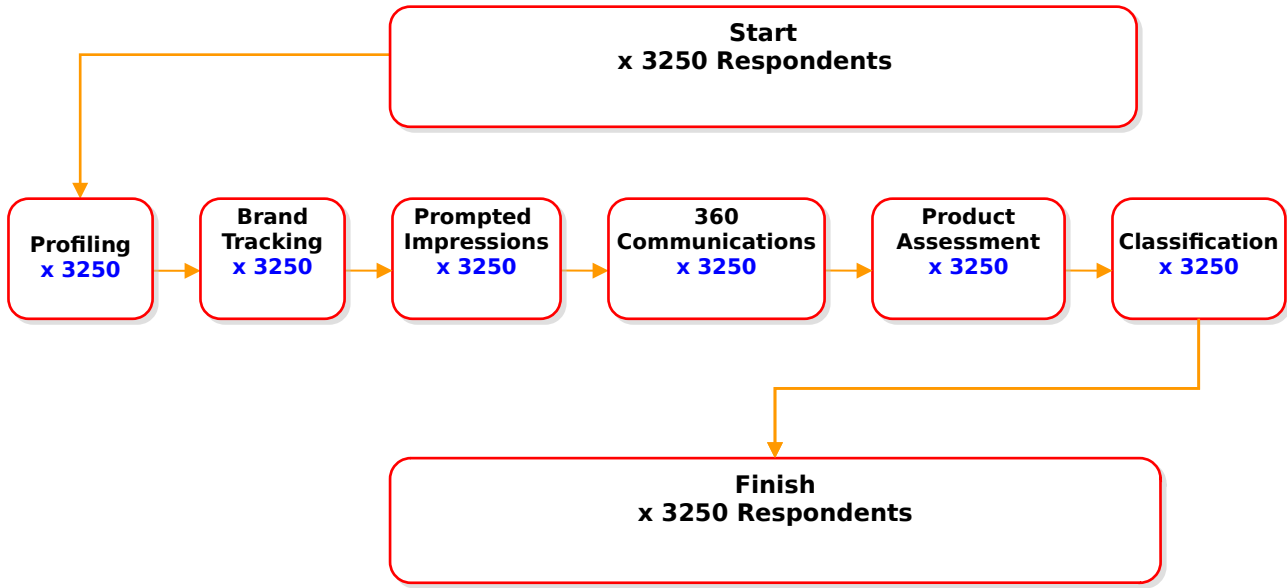 Start
x 3250 Respondents
Profiling
x 3250
Brand
Tracking
x 3250
Prompted
Impressions
x 3250
360
Communications
x 3250
Product
Assessment
x 3250
Classification
x 3250
Finish
x 3250 Respondents